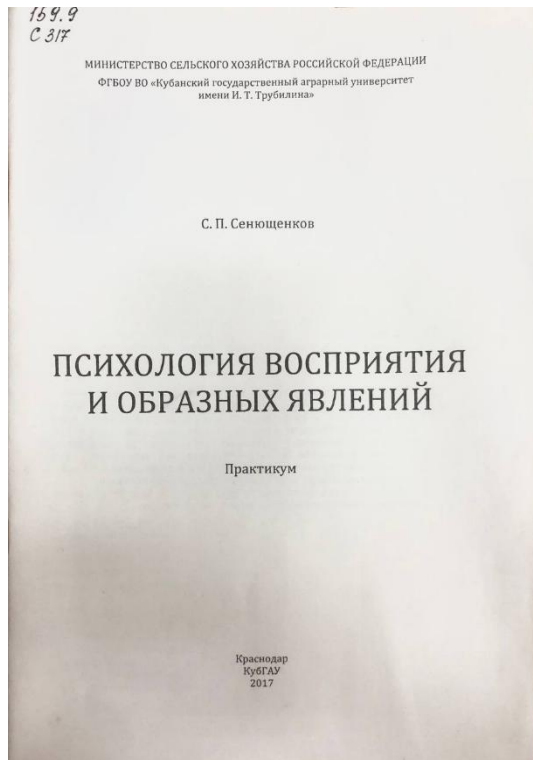 159.9
С 317
МИНИСТЕРСТВО СЕЛЬСКОГО ХОЗЯЙСТВА РОССИЙСКОЙ ФЕДЕРАЦИИ
ФГБОУ ВО «Кубанский государственный аграрный университет
имени И. Т. Трубилина»
С. П. Сенющенков
ПСИХОЛОГИЯ ВОСПРИЯТИЯ
И ОБРАЗНЫХ ЯВЛЕНИЙ
Практикум
Краснодар
КубГАУ
2017